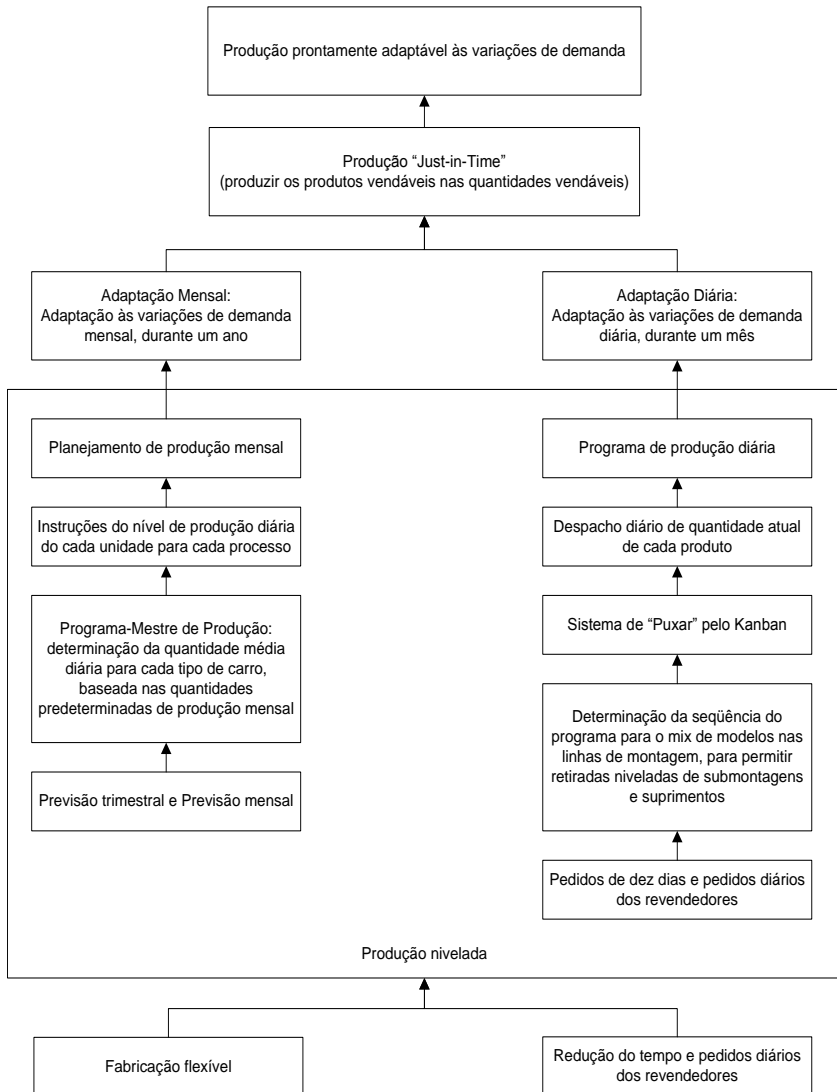 Produção prontamente adaptável às variações de demanda
Produção “Just-in-Time”
(produzir os produtos vendáveis nas quantidades vendáveis)
Adaptação Mensal:
Adaptação às variações de demanda
mensal, durante um ano
Adaptação Diária:
Adaptação às variações de demanda
diária, durante um mês
Planejamento de produção mensal
Instruções do nível de produção diária
do cada unidade para cada processo
Programa-Mestre de Produção:
determinação da quantidade média
diária para cada tipo de carro,
baseada nas quantidades
predeterminadas de produção mensal
Previsão trimestral e Previsão mensal
Programa de produção diária
Despacho diário de quantidade atual
de cada produto
Sistema de “Puxar” pelo Kanban
Determinação da seqüência do
programa para o mix de modelos nas
linhas de montagem, para permitir
retiradas niveladas de submontagens
e suprimentos
Pedidos de dez dias e pedidos diários
dos revendedores
Produção nivelada
Fabricação flexível
Redução do tempo e pedidos diários
dos revendedores